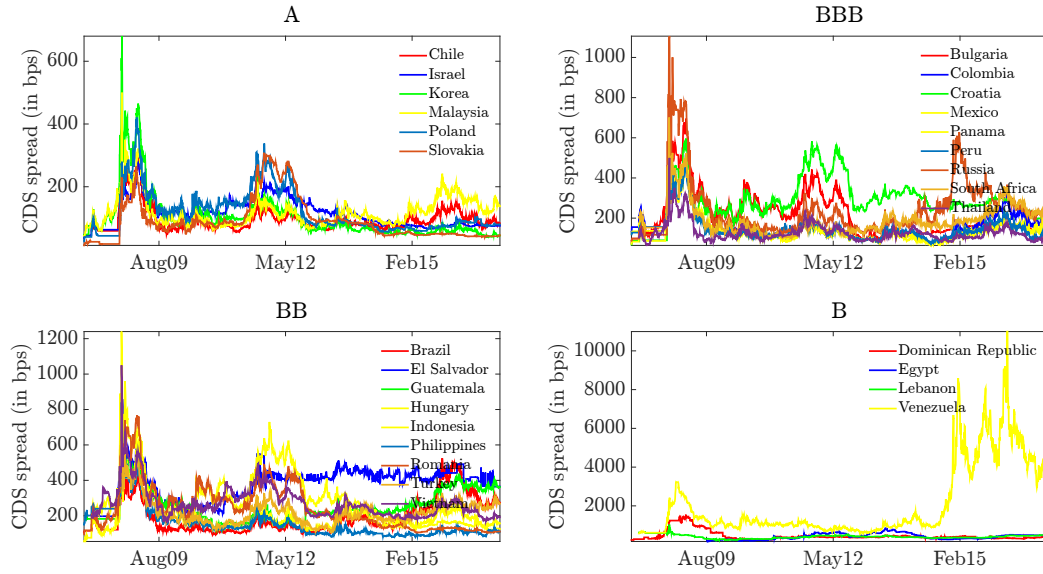 A
CDS spread (in bps)
600
400
200
Aug09
May12
Feb15
Chile
Israel
Korea
Malaysia
Poland
Slovakia
BBB
CDS spread (in bps)
1000
800
600
400
200
Aug09
May12
Feb15
Bulgaria
Colombia
Croatia
Mexico
Panama
Peru
Russia
South Africa
Thailand
BB
CDS spread (in bps)
1200
1000
800
600
400
200
Aug09
May12
Feb15
Brazil
El Salvador
Guatemala
Hungary
Indonesia
Philippines
Romania
Turkey
Vietnam
B
CDS spread (in bps)
10000
8000
6000
4000
2000
Aug09
May12
Feb15
Dominican Republic
Egypt
Lebanon
Venezuela